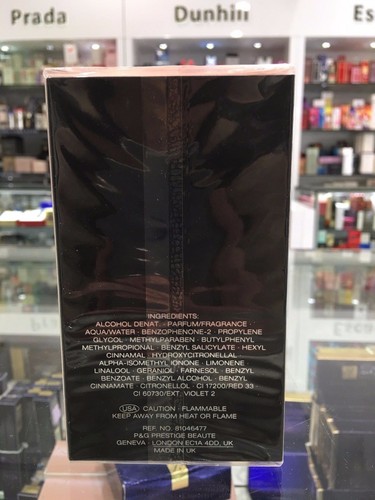 Prada
Dunhill
Es
INGREDIENTS:
ALCOHOL DENAT · PARFUM/FRAGRANCE ·
AQUA/WATER · BENZOPHENONE-2 · PROPYLENE
GLYCOL · METHYLPARABEN · BUTYLPHENYL
METHYLPROPIONAL · BENZYL SALICYLATE · HEXYL
CINNAMAL · HYDROXYCITRONELLAL ·
ALPHA-ISOMETHYL IONONE · LIMONENE ·
LINALOOL · GERANIOL · FARNESOL · BENZYL
BENZOATE · BENZYL ALCOHOL · BENZYL
CINNAMATE · CITRONELLOL · CI 17200/RED 33 ·
CI 60730/EXT. VIOLET 2
USA CAUTION · FLAMMABLE
KEEP AWAY FROM HEAT OR FLAME
REF. NO. 81046477
P&G PRESTIGE BEAUTE
GENEVA · LONDON EC1A 4DD, UK
MADE IN UK